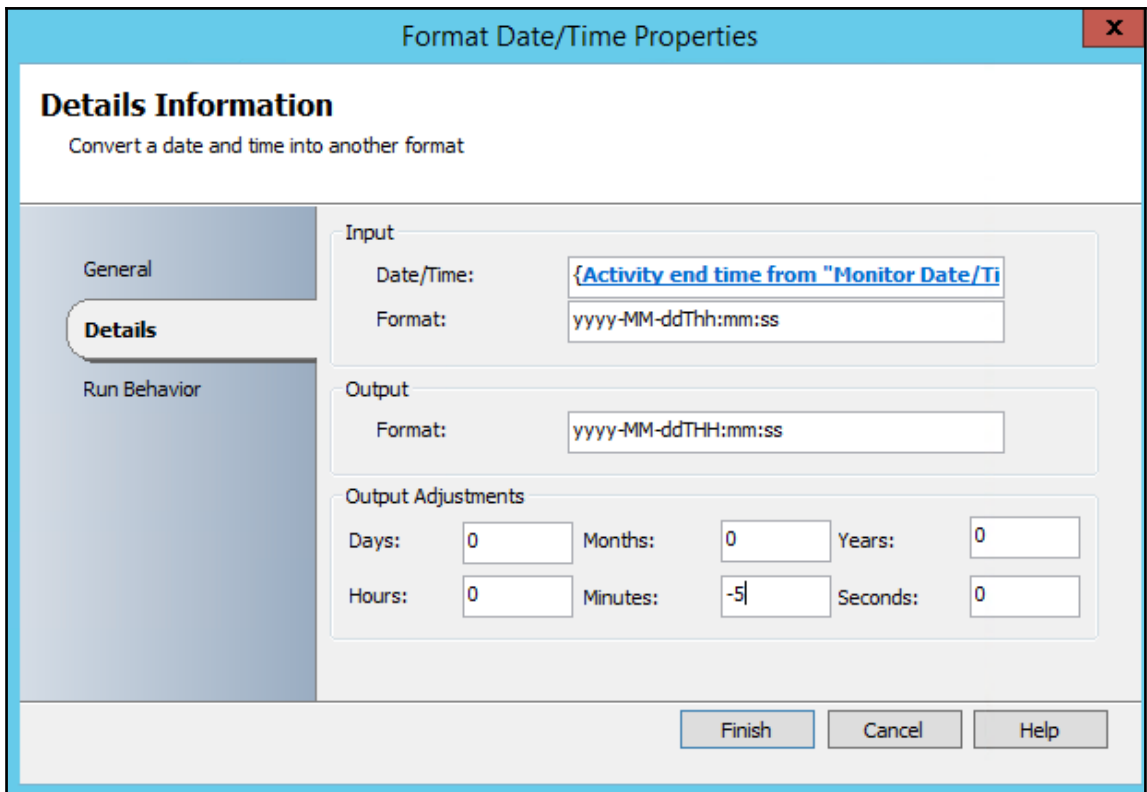 Format Date/Time Properties
x
Details Information
Convert a date and time into another format
General
Details
Run Behavior
Input
Date/Time: {Activity end time from "Monitor Date/Ti
Format: yyyy-MM-ddThh:mm:ss
Output
Format: yyyy-MM-ddTHH:mm:ss
Output Adjustments
Days: 0 Months: 0 Years: 0
Hours: 0 Minutes: -5 Seconds: 0
Finish Cancel Help